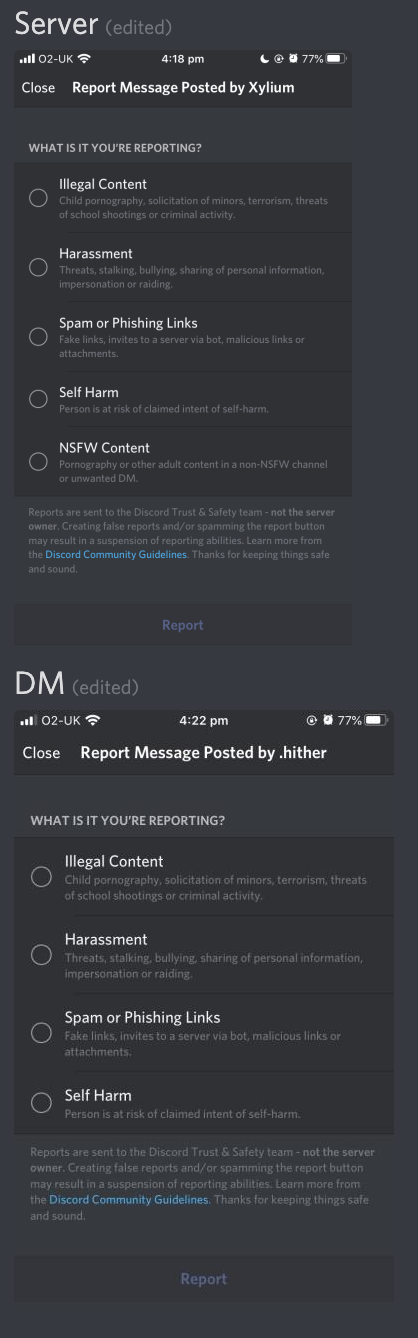 Server (edited)
O2-UK 4:18 pm 77%
Close Report Message Posted by Xylium
WHAT IS IT YOU'RE REPORTING?
Illegal Content
Child pornography, solicitation of minors, terrorism, threats
of school shootings or criminal activity.
Harassment
Threats, stalking, bullying, sharing of personal information,
impersonation or raiding.
Spam or Phishing Links
Fake links, invites to a server via bot, malicious links or
attachments.
Self Harm
Person is at risk of claimed intent of self-harm.
NSFW Content
Pornography or other adult content in a non-NSFW channel
or unwanted DM.
Reports are sent to the Discord Trust & Safety team - not the server
owner. Creating false reports and/or spamming the report button
may result in a suspension of reporting abilities. Learn more from
the Discord Community Guidelines. Thanks for keeping things safe
and sound.
Report
DM (edited)
O2-UK 4:22 pm 77%
Close Report Message Posted by .hither
WHAT IS IT YOU'RE REPORTING?
Illegal Content
Child pornography, solicitation of minors, terrorism, threats
of school shootings or criminal activity.
Harassment
Threats, stalking, bullying, sharing of personal information,
impersonation or raiding.
Spam or Phishing Links
Fake links, invites to a server via bot, malicious links or
attachments.
Self Harm
Person is at risk of claimed intent of self-harm.
Reports are sent to the Discord Trust & Safety team - not the server
owner. Creating false reports and/or spamming the report button
may result in a suspension of reporting abilities. Learn more from
the Discord Community Guidelines. Thanks for keeping things safe
and sound.
Report